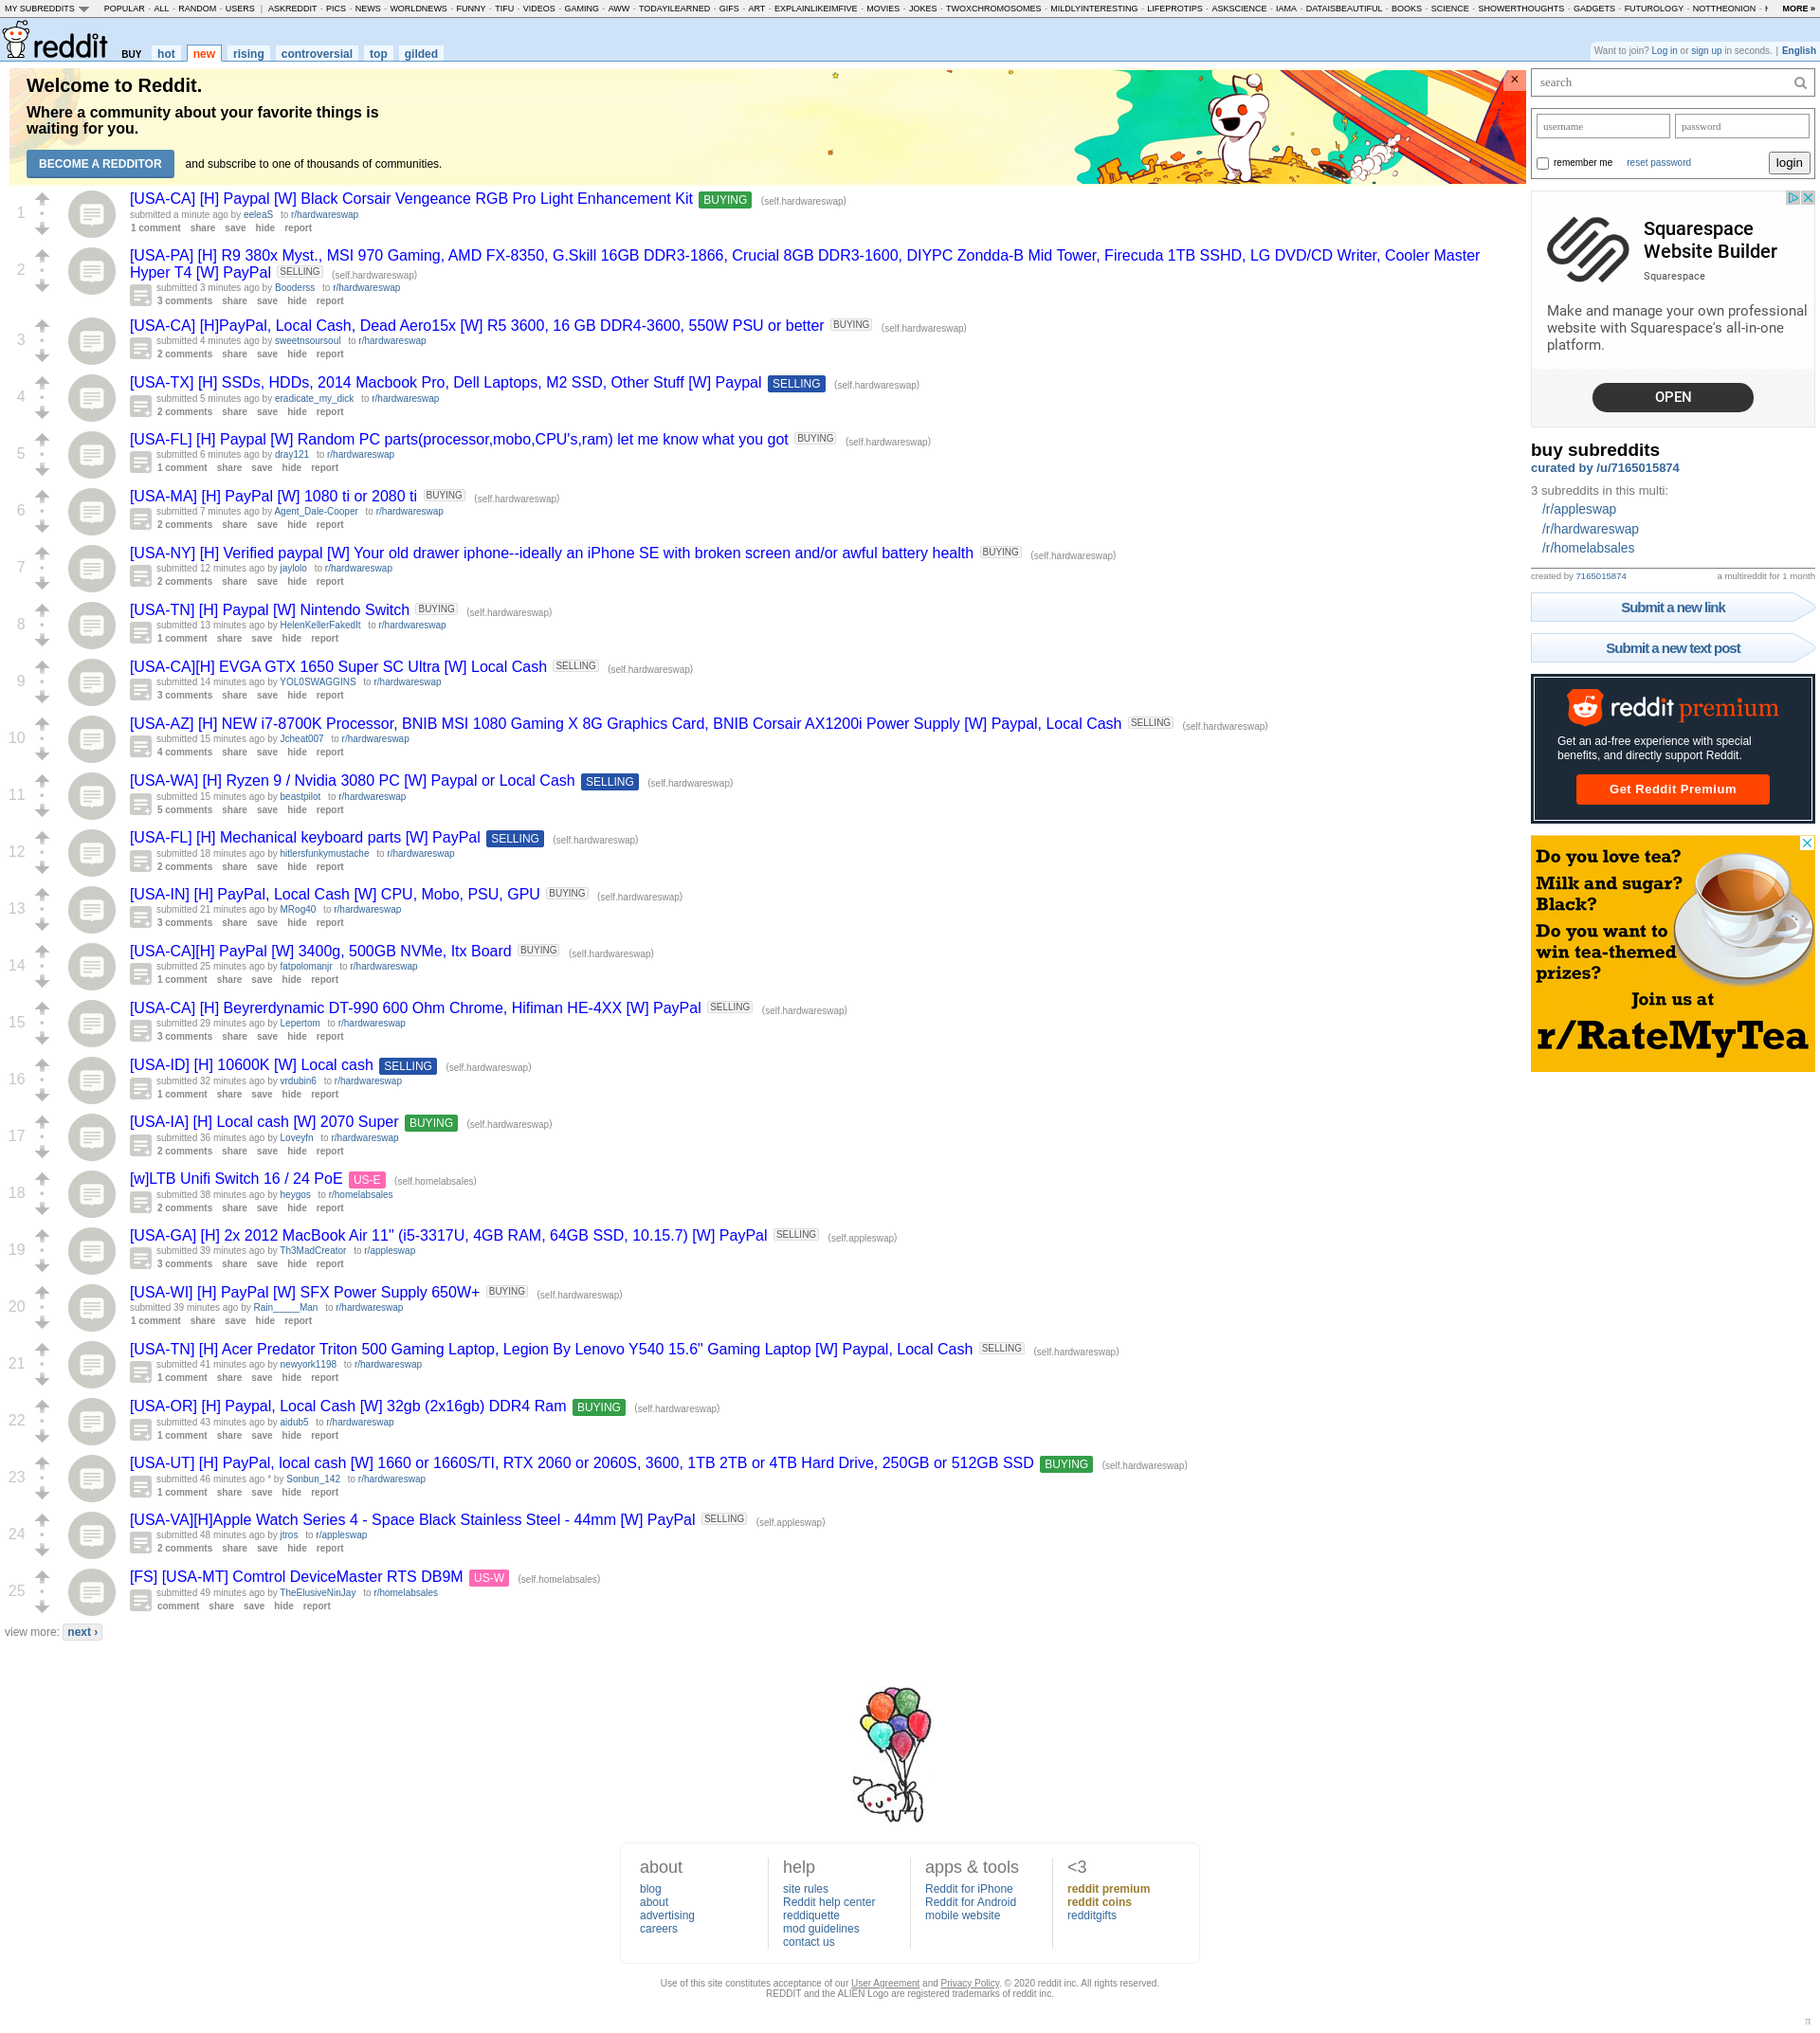 MY SUBREDDITS POPULAR - ALL - RANDOM - USERS | ASKREDDIT - PICS - NEWS - WORLDNEWS - FUNNY - TIFU - VIDEOS - GAMING - AWW - TODAYILEARNED - GIFS - ART - EXPLAINLIKEIMFIVE - MOVIES - JOKES - TWOXCHROMOSOMES - MILDLYINTERESTING - LIFEPROTIPS - ASKSCIENCE - IAMA - DATAISBEAUTIFUL - BOOKS - SCIENCE - SHOWERTHOUGHTS - GADGETS - FUTUROLOGY - NOTTHEONION - MORE »
reddit BUY hot new rising controversial top gilded
Want to join? Log in or sign up in seconds. | English
Welcome to Reddit.
Where a community about your favorite things is
waiting for you.
BECOME A REDDITOR and subscribe to one of thousands of communities.
×
1
[USA-CA] [H] Paypal [W] Black Corsair Vengeance RGB Pro Light Enhancement Kit BUYING (self.hardwareswap)
submitted a minute ago by eeleaS to r/hardwareswap
1 comment share save hide report
2
[USA-PA] [H] R9 380x Myst., MSI 970 Gaming, AMD FX-8350, G.Skill 16GB DDR3-1866, Crucial 8GB DDR3-1600, DIYPC Zondda-B Mid Tower, Firecuda 1TB SSHD, LG DVD/CD Writer, Cooler Master
Hyper T4 [W] PayPal SELLING (self.hardwareswap)
submitted 3 minutes ago by Booderss to r/hardwareswap
3 comments share save hide report
3
[USA-CA] [H]PayPal, Local Cash, Dead Aero15x [W] R5 3600, 16 GB DDR4-3600, 550W PSU or better BUYING (self.hardwareswap)
submitted 4 minutes ago by sweetnsoursoul to r/hardwareswap
2 comments share save hide report
4
[USA-TX] [H] SSDs, HDDs, 2014 Macbook Pro, Dell Laptops, M2 SSD, Other Stuff [W] Paypal SELLING (self.hardwareswap)
submitted 5 minutes ago by eradicate_my_dick to r/hardwareswap
2 comments share save hide report
5
[USA-FL] [H] Paypal [W] Random PC parts(processor,mobo,CPU's,ram) let me know what you got BUYING (self.hardwareswap)
submitted 6 minutes ago by dray121 to r/hardwareswap
1 comment share save hide report
6
[USA-MA] [H] PayPal [W] 1080 ti or 2080 ti BUYING (self.hardwareswap)
submitted 7 minutes ago by Agent_Dale-Cooper to r/hardwareswap
2 comments share save hide report
7
[USA-NY] [H] Verified paypal [W] Your old drawer iphone--ideally an iPhone SE with broken screen and/or awful battery health BUYING (self.hardwareswap)
submitted 12 minutes ago by jaylolo to r/hardwareswap
2 comments share save hide report
8
[USA-TN] [H] Paypal [W] Nintendo Switch BUYING (self.hardwareswap)
submitted 13 minutes ago by HelenKellerFakedIt to r/hardwareswap
1 comment share save hide report
9
[USA-CA][H] EVGA GTX 1650 Super SC Ultra [W] Local Cash SELLING (self.hardwareswap)
submitted 14 minutes ago by YOL0SWAGGINS to r/hardwareswap
3 comments share save hide report
10
[USA-AZ] [H] NEW i7-8700K Processor, BNIB MSI 1080 Gaming X 8G Graphics Card, BNIB Corsair AX1200i Power Supply [W] Paypal, Local Cash SELLING (self.hardwareswap)
submitted 15 minutes ago by Jcheat007 to r/hardwareswap
4 comments share save hide report
11
[USA-WA] [H] Ryzen 9 / Nvidia 3080 PC [W] Paypal or Local Cash SELLING (self.hardwareswap)
submitted 15 minutes ago by beastpilot to r/hardwareswap
5 comments share save hide report
12
[USA-FL] [H] Mechanical keyboard parts [W] PayPal SELLING (self.hardwareswap)
submitted 18 minutes ago by hitlersfunkymustache to r/hardwareswap
2 comments share save hide report
13
[USA-IN] [H] PayPal, Local Cash [W] CPU, Mobo, PSU, GPU BUYING (self.hardwareswap)
submitted 21 minutes ago by MRog40 to r/hardwareswap
3 comments share save hide report
14
[USA-CA][H] PayPal [W] 3400g, 500GB NVMe, Itx Board BUYING (self.hardwareswap)
submitted 25 minutes ago by fatpolomanjr to r/hardwareswap
1 comment share save hide report
15
[USA-CA] [H] Beyrerdynamic DT-990 600 Ohm Chrome, Hifiman HE-4XX [W] PayPal SELLING (self.hardwareswap)
submitted 29 minutes ago by Lepertom to r/hardwareswap
3 comments share save hide report
16
[USA-ID] [H] 10600K [W] Local cash SELLING (self.hardwareswap)
submitted 32 minutes ago by vrdubin6 to r/hardwareswap
1 comment share save hide report
17
[USA-IA] [H] Local cash [W] 2070 Super BUYING (self.hardwareswap)
submitted 36 minutes ago by Loveyfn to r/hardwareswap
2 comments share save hide report
18
[w]LTB Unifi Switch 16 / 24 PoE US-E (self.homelabsales)
submitted 38 minutes ago by heygos to r/homelabsales
2 comments share save hide report
19
[USA-GA] [H] 2x 2012 MacBook Air 11" (i5-3317U, 4GB RAM, 64GB SSD, 10.15.7) [W] PayPal SELLING (self.appleswap)
submitted 39 minutes ago by Th3MadCreator to r/appleswap
3 comments share save hide report
20
[USA-WI] [H] PayPal [W] SFX Power Supply 650W+ BUYING (self.hardwareswap)
submitted 39 minutes ago by Rain_____Man to r/hardwareswap
1 comment share save hide report
21
[USA-TN] [H] Acer Predator Triton 500 Gaming Laptop, Legion By Lenovo Y540 15.6" Gaming Laptop [W] Paypal, Local Cash SELLING (self.hardwareswap)
submitted 41 minutes ago by newyork1198 to r/hardwareswap
1 comment share save hide report
22
[USA-OR] [H] Paypal, Local Cash [W] 32gb (2x16gb) DDR4 Ram BUYING (self.hardwareswap)
submitted 43 minutes ago by aidub5 to r/hardwareswap
1 comment share save hide report
23
[USA-UT] [H] PayPal, local cash [W] 1660 or 1660S/TI, RTX 2060 or 2060S, 3600, 1TB 2TB or 4TB Hard Drive, 250GB or 512GB SSD BUYING (self.hardwareswap)
submitted 46 minutes ago * by Sonbun_142 to r/hardwareswap
1 comment share save hide report
24
[USA-VA][H]Apple Watch Series 4 - Space Black Stainless Steel - 44mm [W] PayPal SELLING (self.appleswap)
submitted 48 minutes ago by jtros to r/appleswap
2 comments share save hide report
25
[FS] [USA-MT] Comtrol DeviceMaster RTS DB9M US-W (self.homelabsales)
submitted 49 minutes ago by TheElusiveNinJay to r/homelabsales
comment share save hide report
view more: next ›
search
username password
remember me reset password login
Squarespace
Website Builder
Squarespace
Make and manage your own professional
website with Squarespace's all-in-one
platform.
OPEN
buy subreddits
curated by /u/7165015874
3 subreddits in this multi:
/r/appleswap
/r/hardwareswap
/r/homelabsales
created by 7165015874 a multireddit for 1 month
Submit a new link
Submit a new text post
reddit premium
Get an ad-free experience with special
benefits, and directly support Reddit.
Get Reddit Premium
Do you love tea?
Milk and sugar?
Black?
Do you want to
win tea-themed
prizes?
Join us at
r/RateMyTea
about
blog
about
advertising
careers
help
site rules
Reddit help center
reddiquette
mod guidelines
contact us
apps & tools
Reddit for iPhone
Reddit for Android
mobile website
<3
reddit premium
reddit coins
redditgifts
Use of this site constitutes acceptance of our User Agreement and Privacy Policy. © 2020 reddit inc. All rights reserved.
REDDIT and the ALIEN Logo are registered trademarks of reddit inc.
π